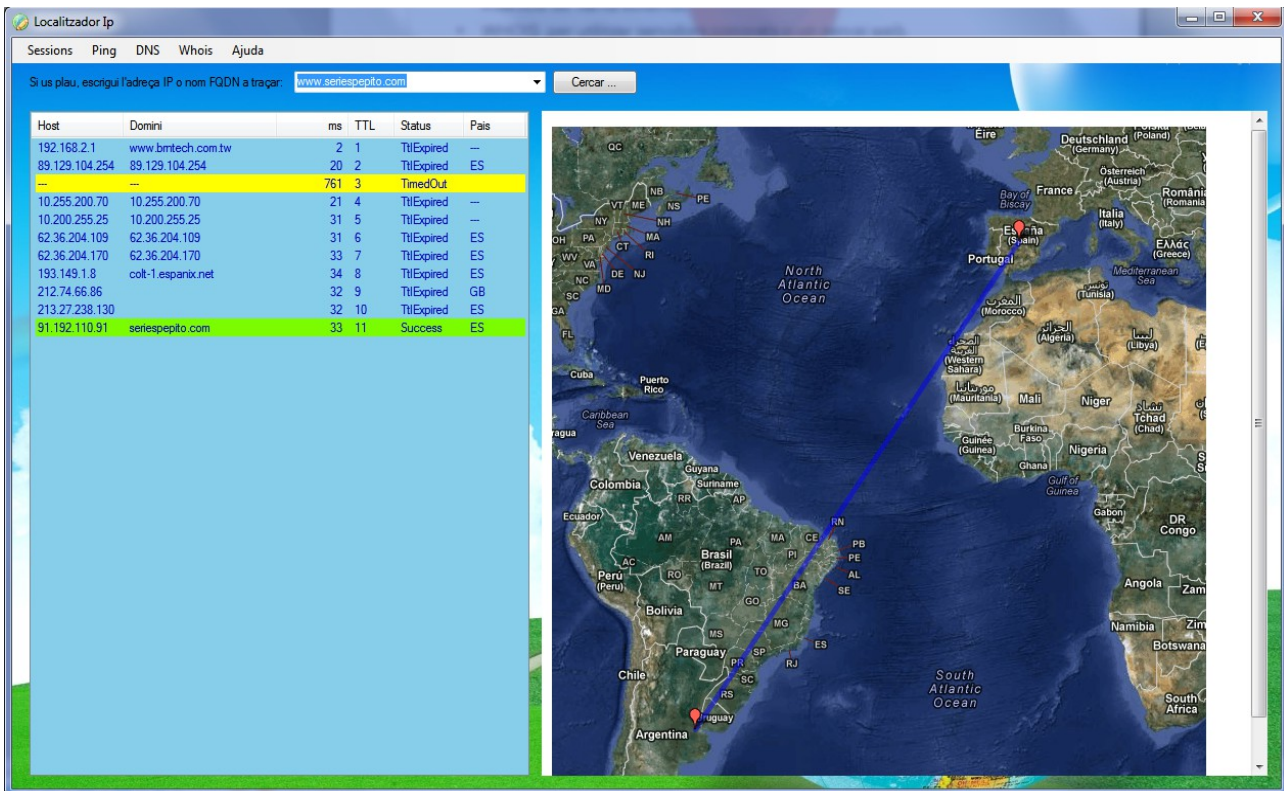 Localitzador Ip
Sessions Ping DNS Whois Ajuda
Si us plau, escrigui l'adreça IP o nom FQDN a traçar: www.seriespepito.com Cercar ...
Host Domini ms TTL Status Pais
192.168.2.1 www.bmtech.com.tw 2 1 TtlExpired ---
89.129.104.254 89.129.104.254 20 2 TtlExpired ES
--- --- 761 3 TimedOut
10.255.200.70 10.255.200.70 21 4 TtlExpired ---
10.200.255.25 10.200.255.25 31 5 TtlExpired ---
62.36.204.109 62.36.204.109 31 6 TtlExpired ES
62.36.204.170 62.36.204.170 33 7 TtlExpired ES
193.149.1.8 colt-1.espanix.net 34 8 TtlExpired ES
212.74.66.86 32 9 TtlExpired GB
213.27.238.130 32 10 TtlExpired ES
91.192.110.91 seriespepito.com 33 11 Success ES
Éire
Deutschland
(Germany)
Polska
(Poland)
QC
Österreich
(Austria)
NB
PE
VT ME NS
Bay of
Biscay
France
România
(Romania
NY NH
Italia
(Italy)
OH PA MA
CT
España
(Spain)
WV RI
VA
Portugal
Ελλάς
(Greece)
DE NJ
North
Atlantic
Ocean
Mediterranean
Sea
NC
MD
SC
تونس
(Tunisia)
GA
المغرب
(Morocco)
FL
الجزائر
(Algeria)
ليبيا
(Libya)
الصحراء
الغربية
(Western
Sahara)
Cuba
Puerto
Rico
موريتانيا
(Mauritania)
Mali
Niger
تشاد
Tchad
(Chad)
Caribbean
Sea
ragua
Burkina
Faso
Guinée
(Guinea)
Nigeria
Venezuela
Guyana
Ghana
Colombia
Suriname
Gulf of
Guinea
RR AP
Ecuador
Gabon
RN
DR
Congo
AM PA MA CE PB
Brasil
(Brazil)
PI PE
AC
Perú
(Peru)
RO TO AL
MT BA SE
Angola Zam
GO
Bolivia
MG
Namibia Zim
MS
ES
Botswana
Paraguay SP
PR RJ
Chile
SC
South
Atlantic
Ocean
RS
South
Africa
Uruguay
Argentina